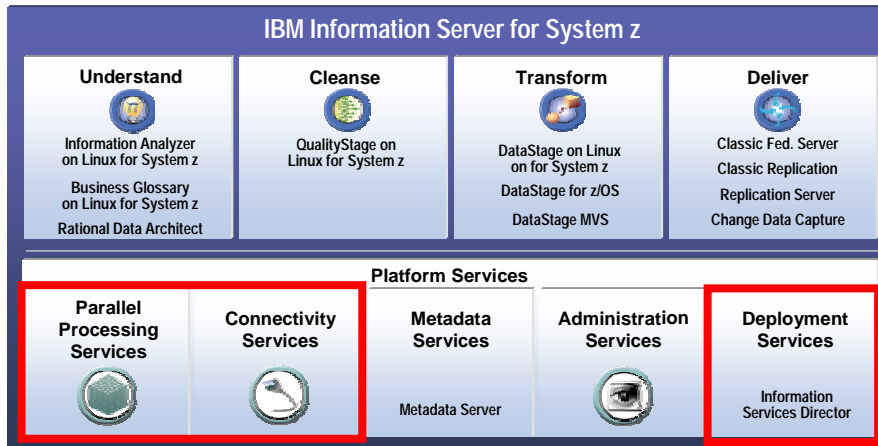 IBM Information Server for System z
Understand
Information Analyzer
on Linux for System z
Business Glossary
on Linux for System z
Rational Data Architect
Cleanse
QualityStage on
Linux for System z
Transform
DataStage on Linux
on for System z
DataStage for z/OS
DataStage MVS
Deliver
Classic Fed. Server
Classic Replication
Replication Server
Change Data Capture
Platform Services
Parallel
Processing
Services
Connectivity
Services
Metadata
Services
Metadata Server
Administration
Services
Deployment
Services
Information
Services Director